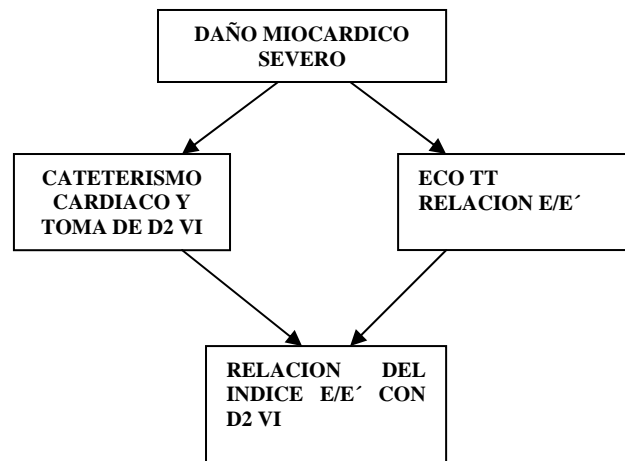 DAÑO MIOCARDICO
SEVERO
CATETERISMO
CARDIACO Y
TOMA DE D2 VI
ECO TT
RELACION E/E´
RELACION DEL
INDICE E/E´ CON
D2 VI